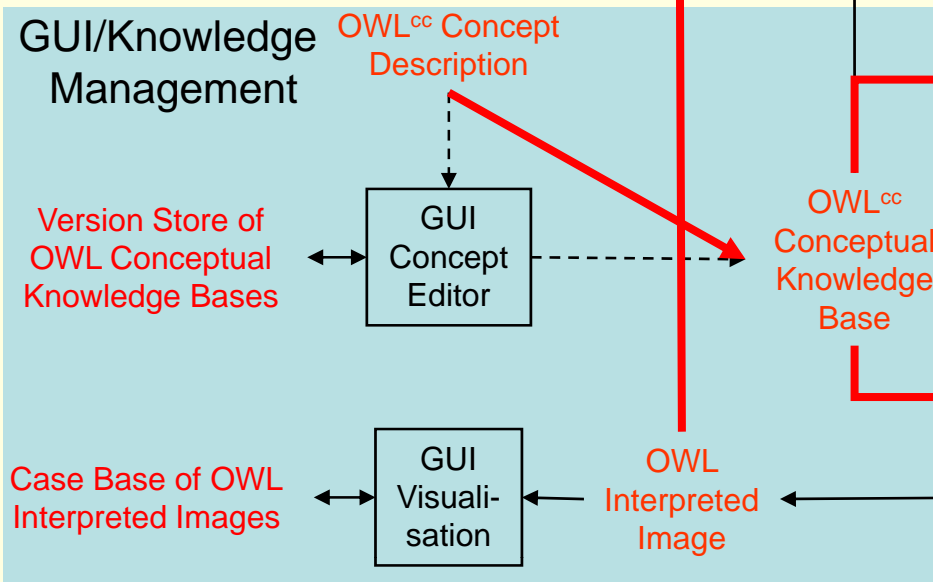 GUI/Knowledge
Management
OWLᶜᶜ Concept
Description
Version Store of
OWL Conceptual
Knowledge Bases
GUI
Concept
Editor
OWLᶜᶜ
Conceptual
Knowledge
Base
Case Base of OWL
Interpreted Images
GUI
Visuali-
sation
OWL
Interpreted
Image